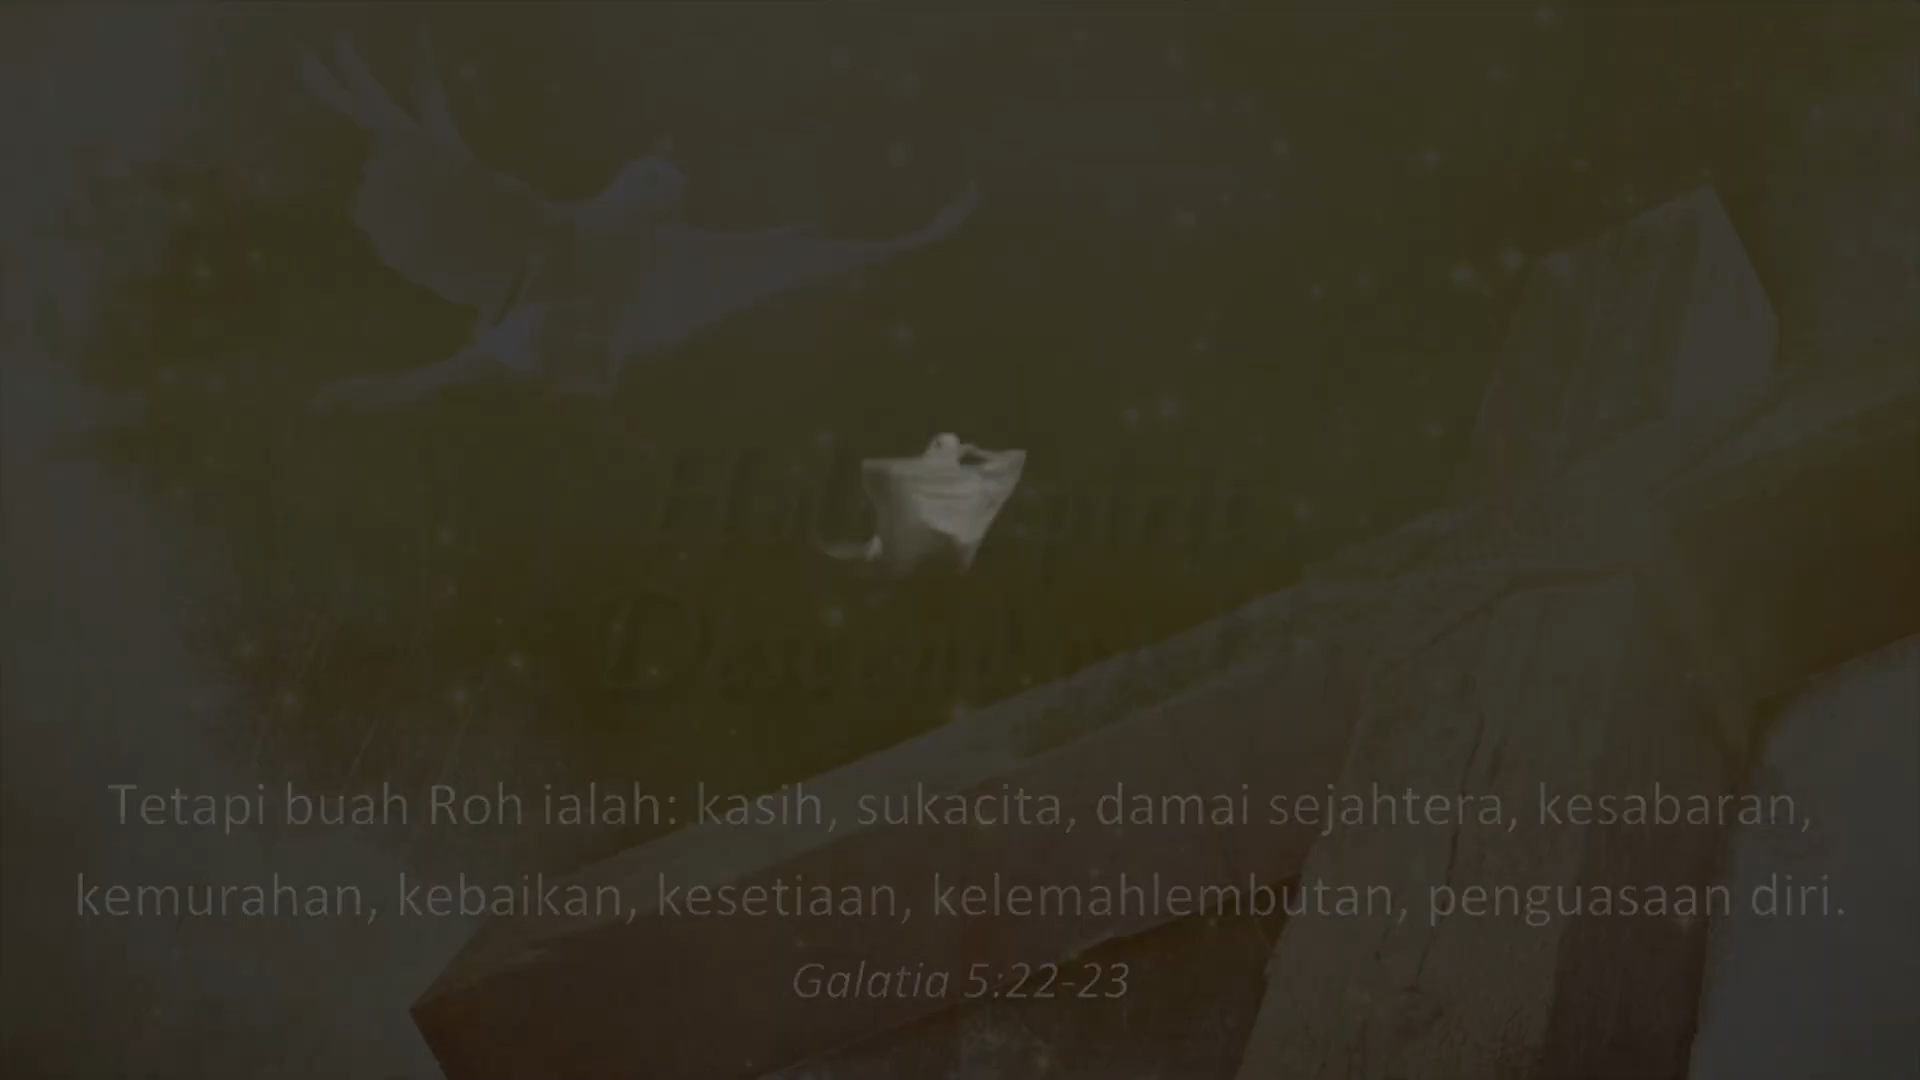 Tetapi buah Roh ialah: kasih, sukacita, damai sejahtera, kesabaran,
kemurahan, kebaikan, kesetiaan, kelemahlembutan, penguasaan diri.
Galatia 5:22-23